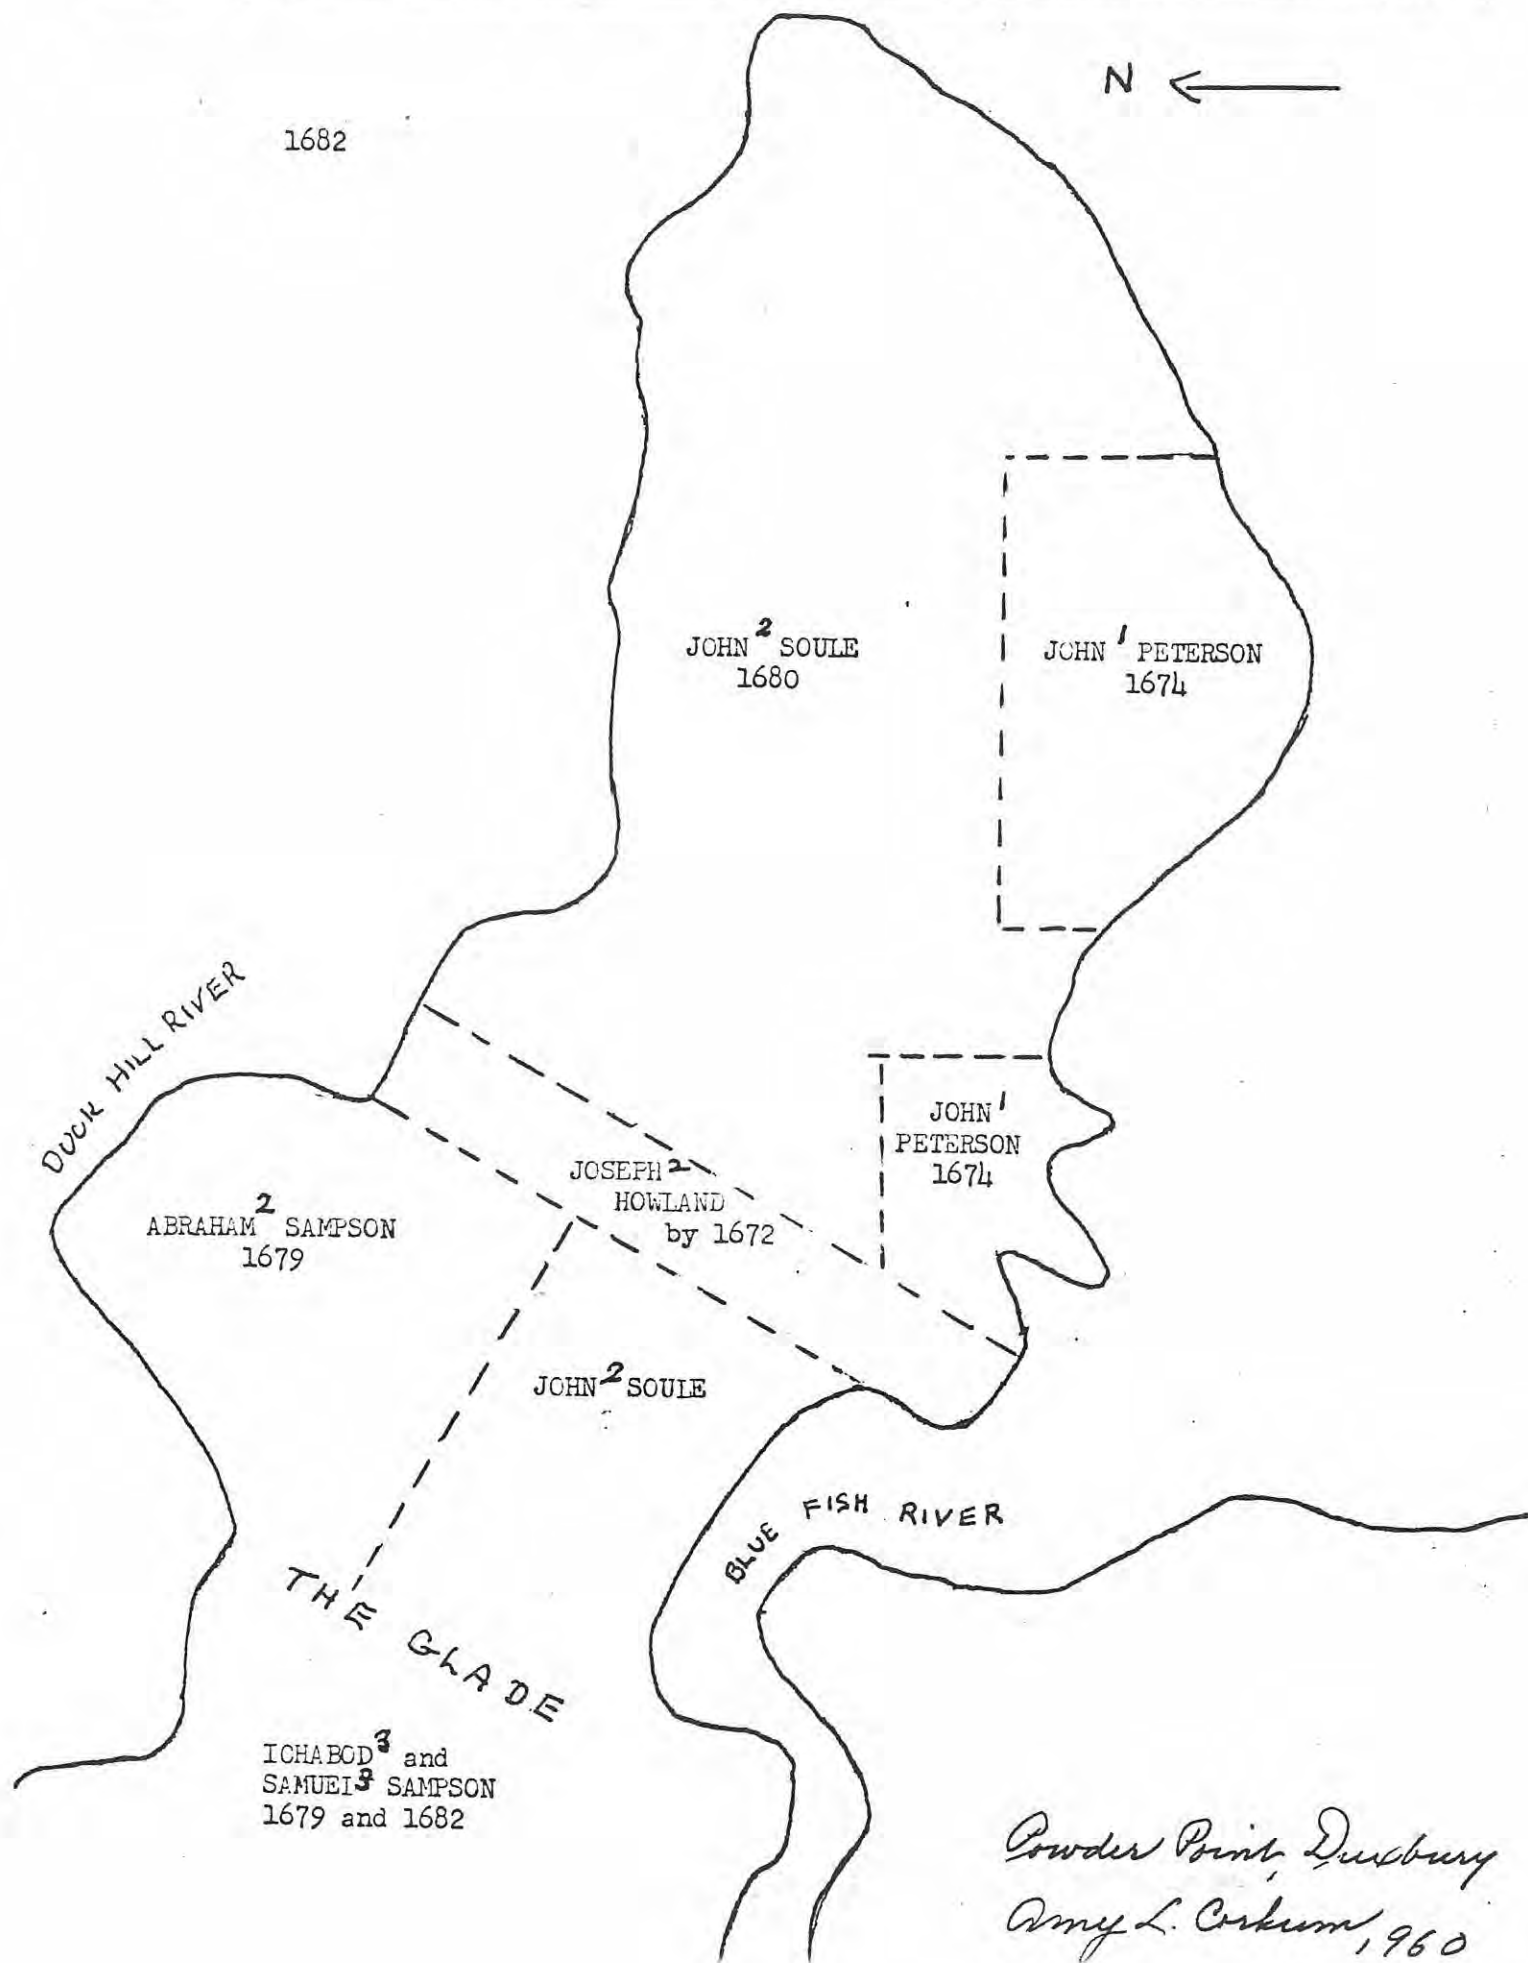 N
1682
JOHN 2 SOULE
1680
JOHN 1 PETERSON
1674
DUCK HILL RIVER
JOHN 1
PETERSON
1674
JOSEPH 2
HOWLAND
by 1672
ABRAHAM 2 SAMPSON
1679
JOHN 2 SOULE
BLUE FISH RIVER
THE GLADE
ICHABOD 3 and
SAMUEL 3 SAMPSON
1679 and 1682
Powder Point, Duxbury
Amy L. Corkum, 1960